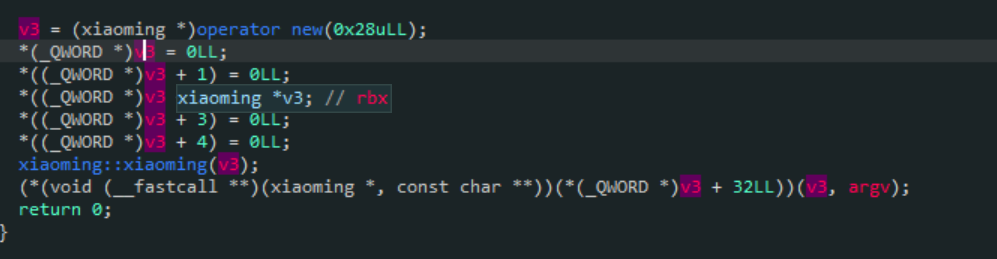 v3 = (xiaoming *)operator new(0x28uLL);
*(_QWORD *)v3 = 0LL;
*((_QWORD *)v3 + 1) = 0LL;
*((_QWORD *)v3 xiaoming *v3; // rbx
*((_QWORD *)v3 + 3) = 0LL;
*((_QWORD *)v3 + 4) = 0LL;
xiaoming::xiaoming(v3);
(*(void (__fastcall **)(xiaoming *, const char **))(*(_QWORD *)v3 + 32LL))(v3, argv);
return 0;
}